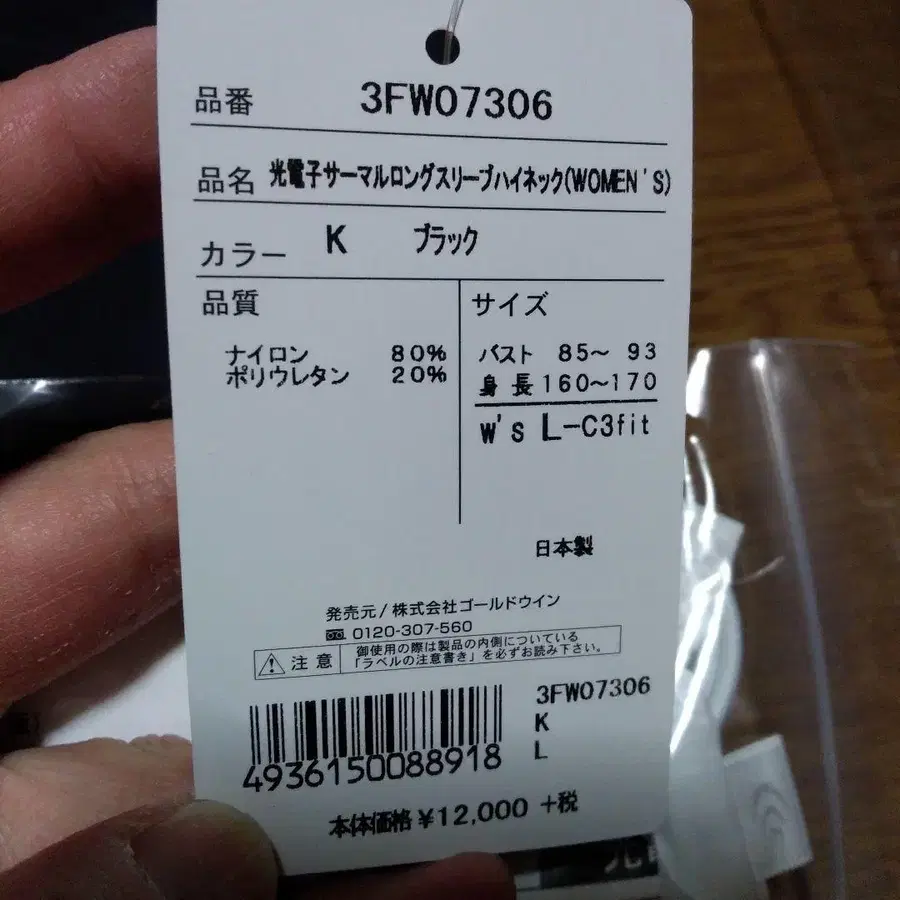 品番 3FW07306
品名 光電子サーマルロングスリーブハイネック(WOMEN'S)
カラー K ブラック
品質
ナイロン 80%
ポリウレタン 20%
サイズ
バスト 85~ 93
身長 160~170
w's L-C3fit
日本製
発売元/株式会社ゴールドウイン
0120-307-560
注意
御使用の際は製品の内側についている
「ラベルの注意書き」を必ずお読み下さい。
3FW07306
K
L
4936150088918
本体価格 ¥12,000 +税